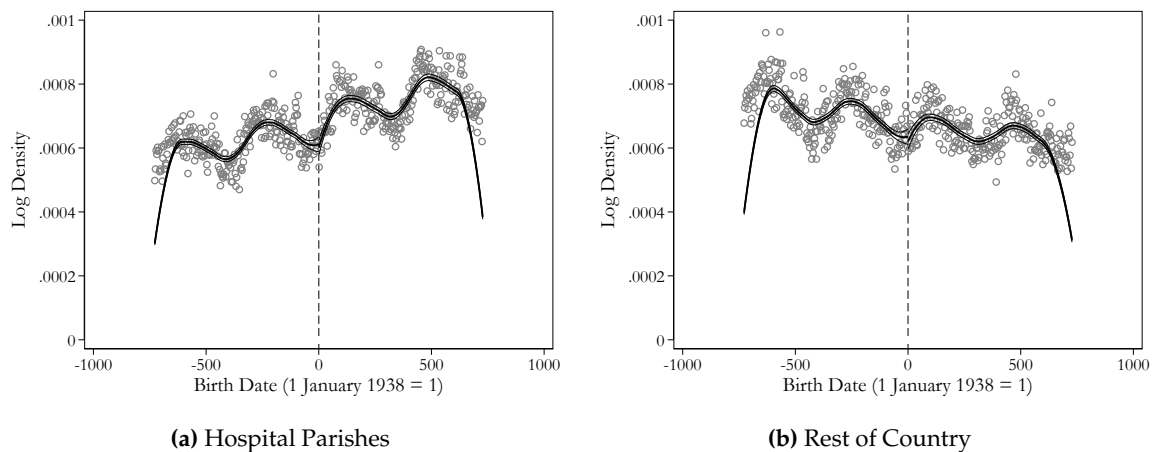 .001
.0008
.0006
.0004
.0002
0
Log Density
-1000 -500 0 500 1000
Birth Date (1 January 1938 = 1)
(a) Hospital Parishes
.001
.0008
.0006
.0004
.0002
0
Log Density
-1000 -500 0 500 1000
Birth Date (1 January 1938 = 1)
(b) Rest of Country